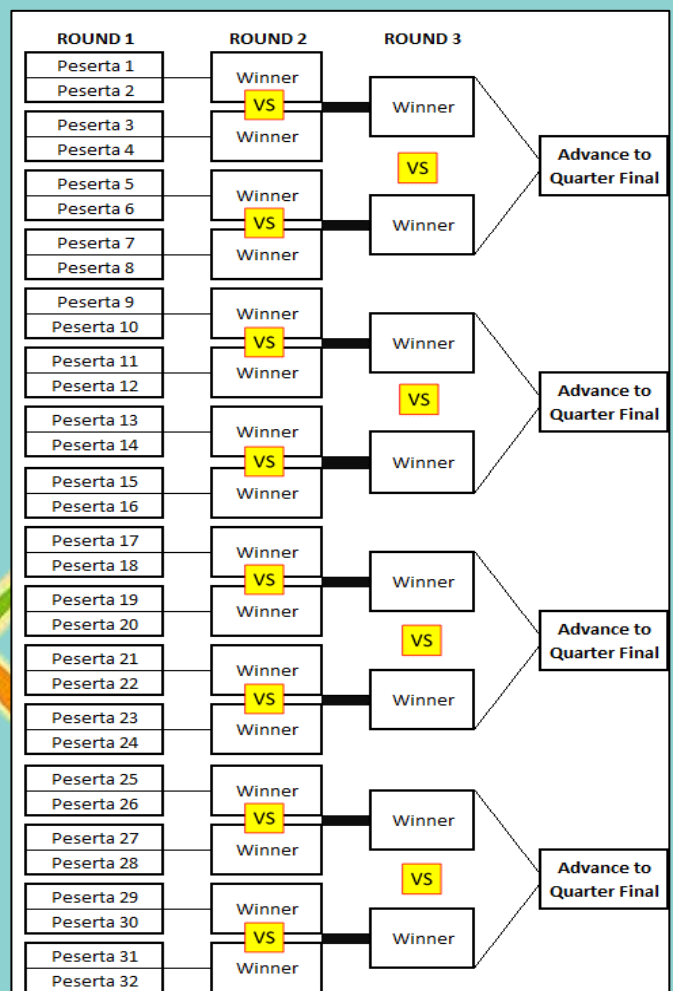 ROUND 1
ROUND 2
ROUND 3
Peserta 1
Peserta 2
Peserta 3
Peserta 4
Peserta 5
Peserta 6
Peserta 7
Peserta 8
Peserta 9
Peserta 10
Peserta 11
Peserta 12
Peserta 13
Peserta 14
Peserta 15
Peserta 16
Peserta 17
Peserta 18
Peserta 19
Peserta 20
Peserta 21
Peserta 22
Peserta 23
Peserta 24
Peserta 25
Peserta 26
Peserta 27
Peserta 28
Peserta 29
Peserta 30
Peserta 31
Peserta 32
Winner
VS
Winner
Winner
VS
Winner
Winner
VS
Winner
Winner
VS
Winner
Winner
VS
Winner
Winner
VS
Winner
Winner
VS
Winner
Winner
VS
Winner
Winner
VS
Winner
Winner
VS
Winner
Winner
VS
Winner
Winner
VS
Winner
Advance to
Quarter Final
Advance to
Quarter Final
Advance to
Quarter Final
Advance to
Quarter Final